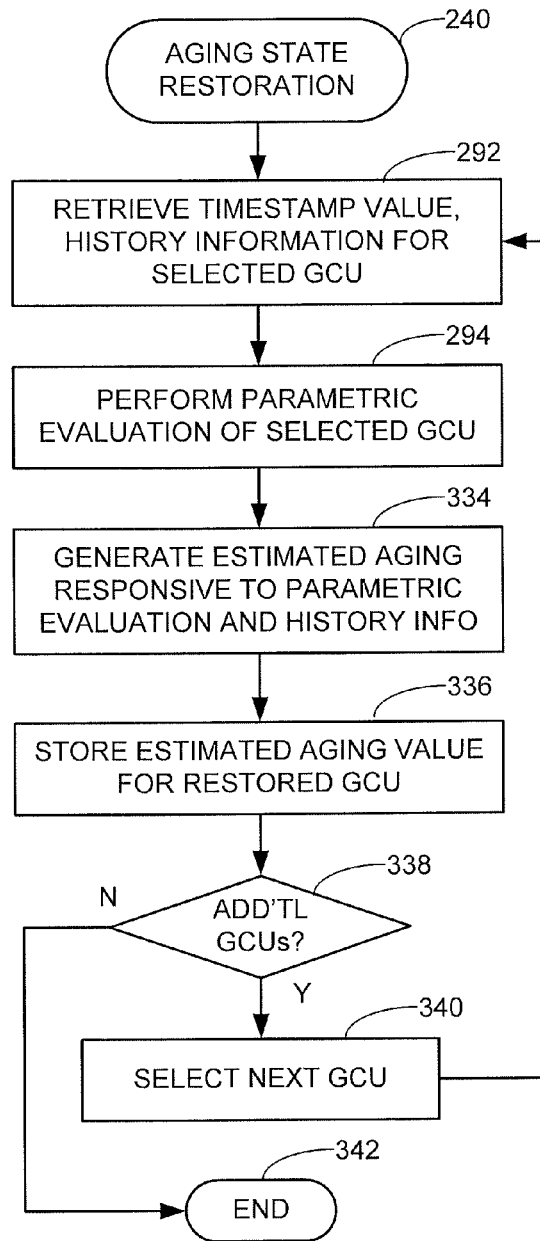 240
AGING STATE
RESTORATION
292
RETRIEVE TIMESTAMP VALUE,
HISTORY INFORMATION FOR
SELECTED GCU
294
PERFORM PARAMETRIC
EVALUATION OF SELECTED GCU
334
GENERATE ESTIMATED AGING
RESPONSIVE TO PARAMETRIC
EVALUATION AND HISTORY INFO
336
STORE ESTIMATED AGING VALUE
FOR RESTORED GCU
338
N
ADD'TL
GCUs?
Y
340
SELECT NEXT GCU
342
END